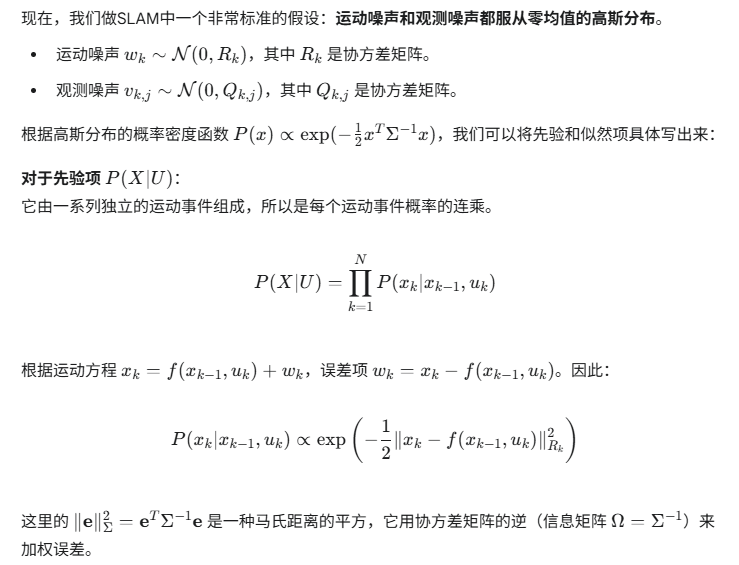 现在，我们做SLAM中一个非常标准的假设：运动噪声和观测噪声都服从零均值的高斯分布。
• 运动噪声 $w_k \sim \mathcal{N}(0, R_k)$，其中 $R_k$ 是协方差矩阵。
• 观测噪声 $v_{k,j} \sim \mathcal{N}(0, Q_{k,j})$，其中 $Q_{k,j}$ 是协方差矩阵。
根据高斯分布的概率密度函数 $P(x) \propto \exp(-\frac{1}{2}x^T\Sigma^{-1}x)$，我们可以将先验和似然项具体写出来：
对于先验项 $P(X|U)$：
它由一系列独立的运动事件组成，所以是每个运动事件概率的连乘。
$P(X|U) = \prod_{k=1}^{N} P(x_k|x_{k-1}, u_k)$
根据运动方程 $x_k = f(x_{k-1}, u_k) + w_k$，误差项 $w_k = x_k - f(x_{k-1}, u_k)$。因此：
$P(x_k|x_{k-1}, u_k) \propto \exp\left(-\frac{1}{2}\|x_k - f(x_{k-1}, u_k)\|_{R_k}^2\right)$
这里的 $\|\mathbf{e}\|_{\Sigma}^2 = \mathbf{e}^T\Sigma^{-1}\mathbf{e}$ 是一种马氏距离的平方，它用协方差矩阵的逆（信息矩阵 $\Omega = \Sigma^{-1}$）来
加权误差。